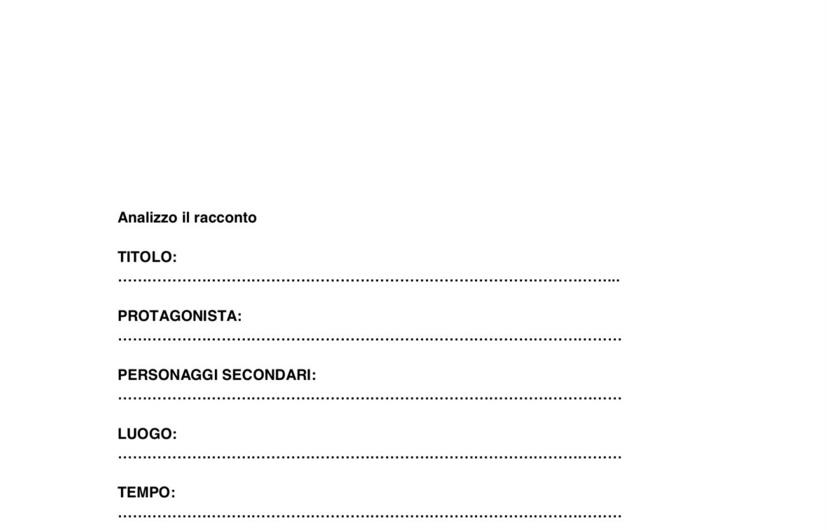 Analizzo il racconto
TITOLO:
…………………………………………………………………………………………...
PROTAGONISTA:
……………………………………………………………………………………………
PERSONAGGI SECONDARI:
……………………………………………………………………………………………
LUOGO:
……………………………………………………………………………………………
TEMPO:
……………………………………………………………………………………………